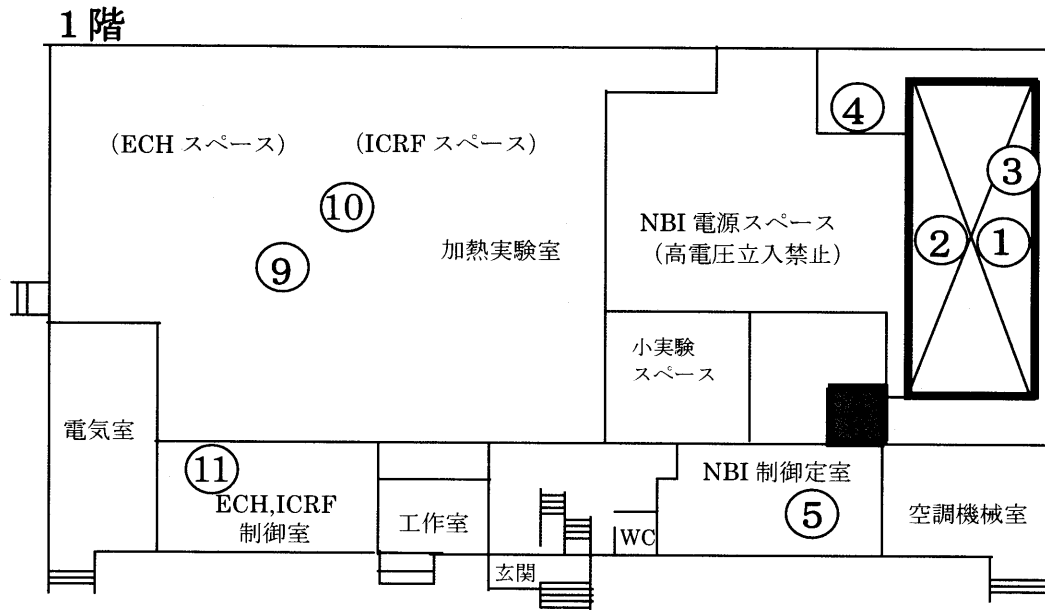 1階
(ECH スペース)
(ICRF スペース)
④
③
⑩
NBI 電源スペース
(高電圧立入禁止)
②
①
⑨
加熱実験室
小実験
スペース
電気室
⑪
ECH,ICRF
制御室
工作室
WC
NBI 制御定室
⑤
空調機械室
玄関